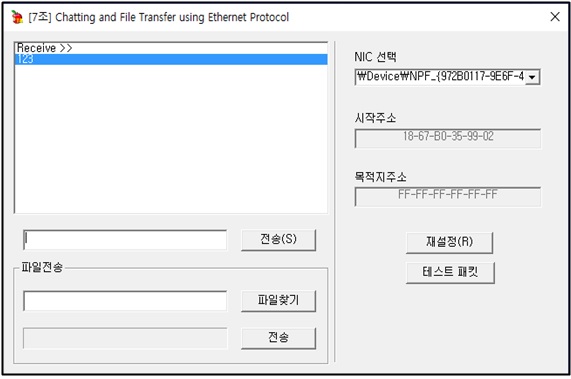 [7조] Chatting and File Transfer using Ethernet Protocol
Receive >>
123
전송(S)
파일전송
파일찾기
전송
NIC 선택
₩Device₩NPF_{972B0117-9E6F-4
시작주소
18-67-B0-35-99-02
목적지주소
FF-FF-FF-FF-FF-FF
재설정(R)
테스트 패킷